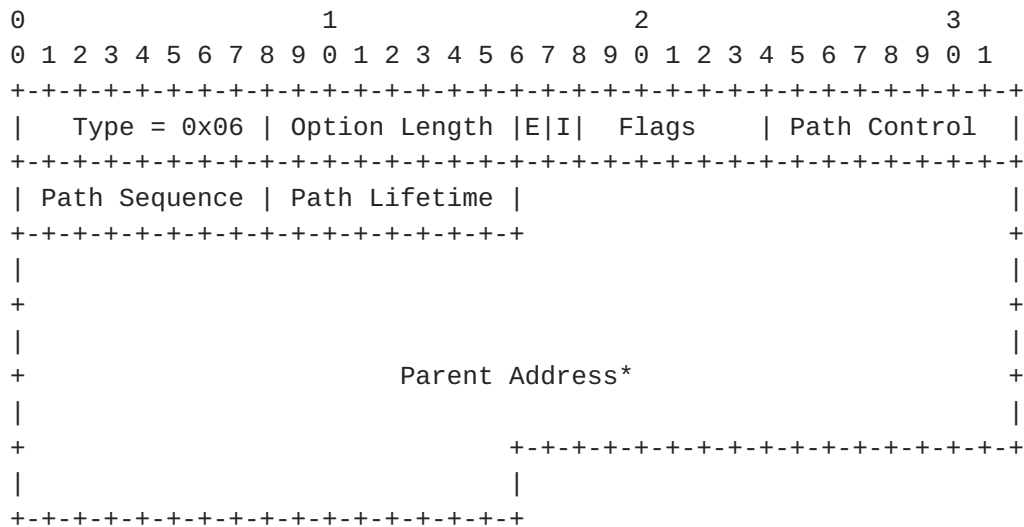 0                   1                   2                   3
0 1 2 3 4 5 6 7 8 9 0 1 2 3 4 5 6 7 8 9 0 1 2 3 4 5 6 7 8 9 0 1
+-+-+-+-+-+-+-+-+-+-+-+-+-+-+-+-+-+-+-+-+-+-+-+-+-+-+-+-+-+-+-+-+
|   Type = 0x06 | Option Length |E|I|  Flags    | Path Control  |
+-+-+-+-+-+-+-+-+-+-+-+-+-+-+-+-+-+-+-+-+-+-+-+-+-+-+-+-+-+-+-+-+
| Path Sequence | Path Lifetime |                               |
+-+-+-+-+-+-+-+-+-+-+-+-+-+-+-+-+                               +
|                                                               |
+                                                               +
|                                                               |
+                        Parent Address*                        +
|                                                               |
+                               +-+-+-+-+-+-+-+-+-+-+-+-+-+-+-+-+
|                               |
+-+-+-+-+-+-+-+-+-+-+-+-+-+-+-+-+